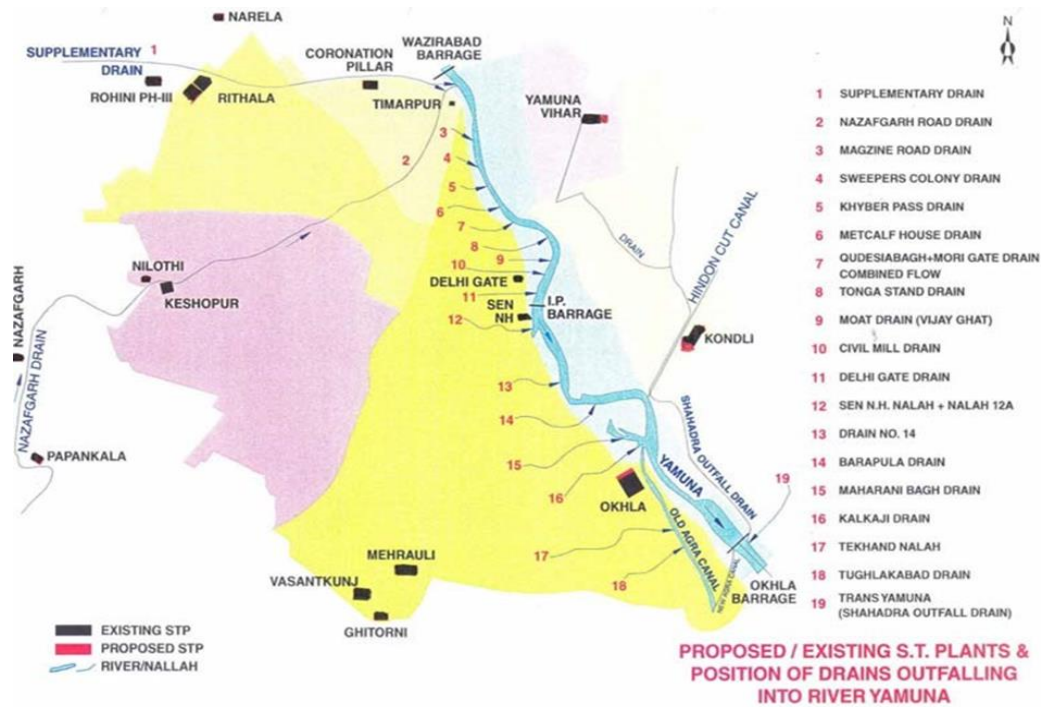 NARELA
N
SUPPLEMENTARY 1
DRAIN
CORONATION
PILLAR
WAZIRABAD
BARRAGE
ROHINI PH-III
RITHALA
TIMARPUR
YAMUNA
VIHAR
2
3
4
5
6
7
8
9
10
11
12
13
14
15
16
17
18
19
DRAIN
HINDON CUT CANAL
NILOTHI
KESHOPUR
NAZAFGARH
NAZAFGARH DRAIN
PAPANKALA
DELHI GATE
SEN
NH
I.P.
BARRAGE
KONDLI
SHAHADRA OUTFALL DRAIN
YAMUNA
OKHLA
OLD AGRA CANAL
NEW AGRA CANAL
OKHLA
BARRAGE
MEHRAULI
VASANTKUNJ
GHITORNI
1 SUPPLEMENTARY DRAIN
2 NAZAFGARH ROAD DRAIN
3 MAGZINE ROAD DRAIN
4 SWEEPERS COLONY DRAIN
5 KHYBER PASS DRAIN
6 METCALF HOUSE DRAIN
7 QUDESIABAGH+MORI GATE DRAIN
COMBINED FLOW
8 TONGA STAND DRAIN
9 MOAT DRAIN (VIJAY GHAT)
10 CIVIL MILL DRAIN
11 DELHI GATE DRAIN
12 SEN N.H. NALAH + NALAH 12A
13 DRAIN NO. 14
14 BARAPULA DRAIN
15 MAHARANI BAGH DRAIN
16 KALKAJI DRAIN
17 TEKHAND NALAH
18 TUGHLAKABAD DRAIN
19 TRANS YAMUNA
(SHAHADRA OUTFALL DRAIN)
EXISTING STP
PROPOSED STP
RIVER/NALLAH
PROPOSED / EXISTING S.T. PLANTS &
POSITION OF DRAINS OUTFALLING
INTO RIVER YAMUNA